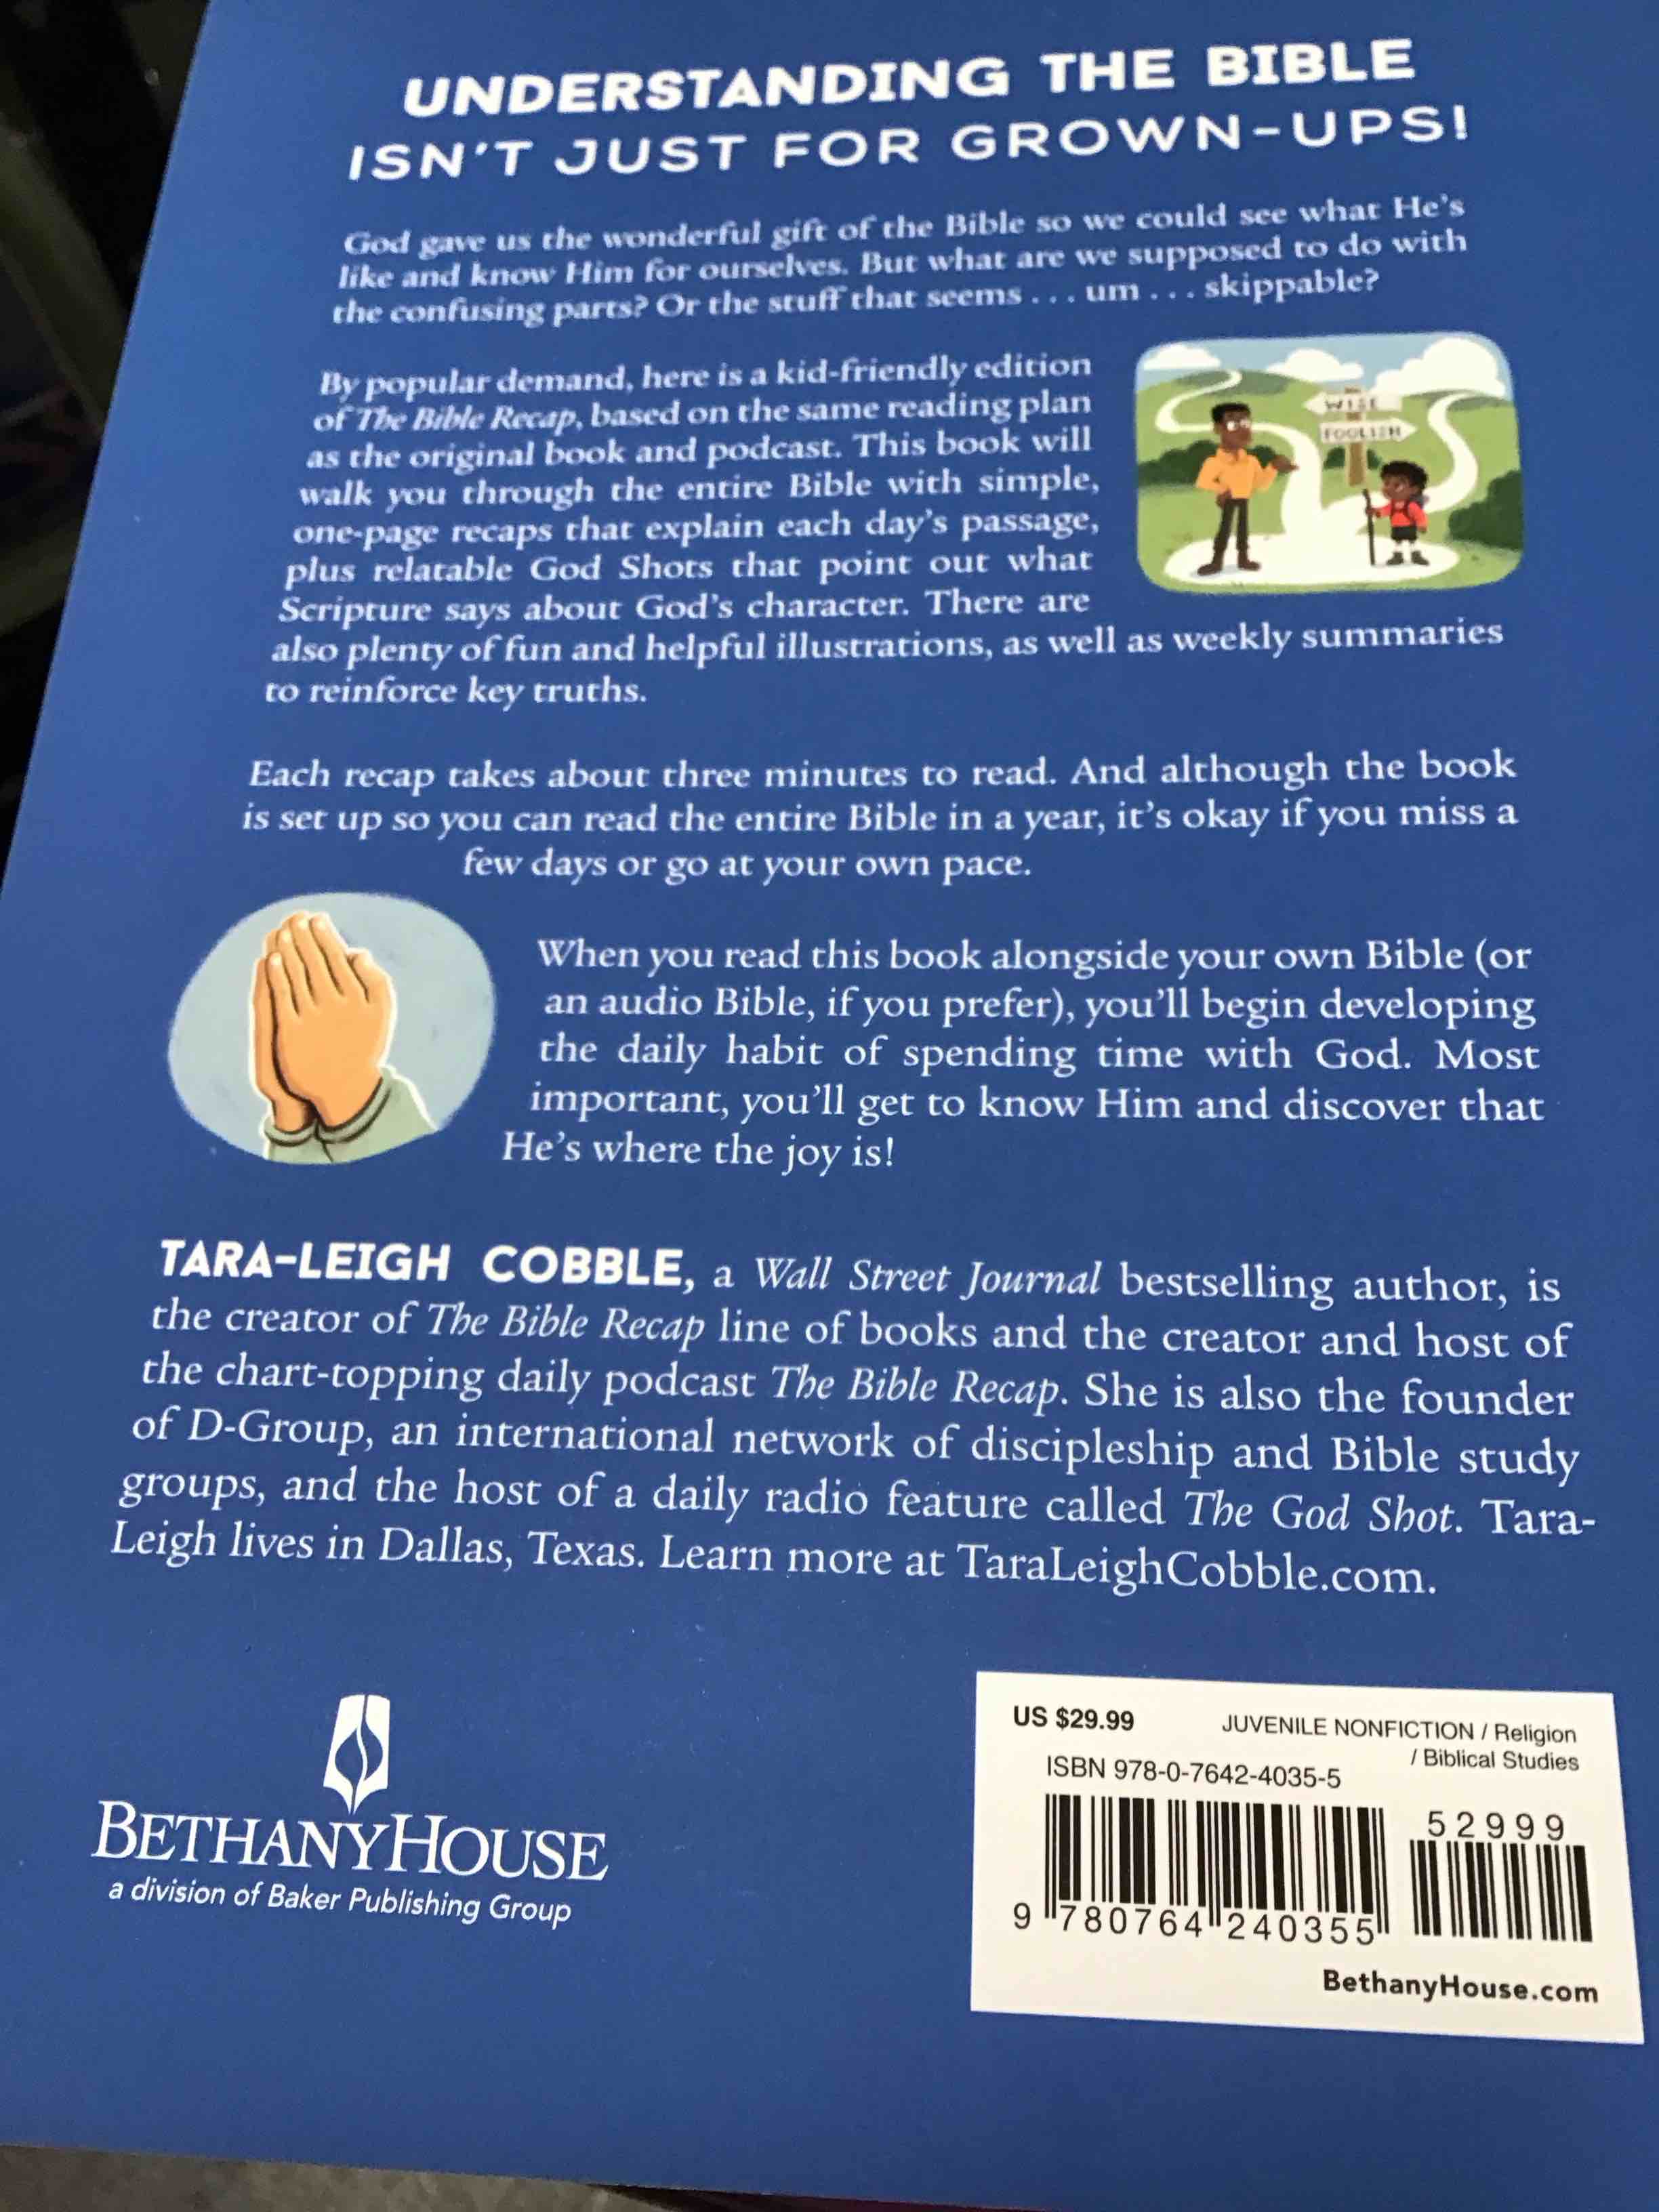 UNDERSTANDING THE BIBLE
ISN'T JUST FOR GROWN-UPS!
God gave us the wonderful gift of the Bible so we could see what He's
like and know Him for ourselves. But what are we supposed to do with
the confusing parts? Or the stuff that seems . . . um . . . skippable?
By popular demand, here is a kid-friendly edition
of The Bible Recap, based on the same reading plan
as the original book and podcast. This book will
walk you through the entire Bible with simple,
one-page recaps that explain each day's passage,
plus relatable God Shots that point out what
Scripture says about God's character. There are
also plenty of fun and helpful illustrations, as well as weekly summaries
to reinforce key truths.
WISE
FOOLISH
Each recap takes about three minutes to read. And although the book
is set up so you can read the entire Bible in a year, it's okay if you miss a
few days or go at your own pace.
When you read this book alongside your own Bible (or
an audio Bible, if you prefer), you'll begin developing
the daily habit of spending time with God. Most
important, you'll get to know Him and discover that
He's where the joy is!
TARA-LEIGH COBBLE, a Wall Street Journal bestselling author, is
the creator of The Bible Recap line of books and the creator and host of
the chart-topping daily podcast The Bible Recap. She is also the founder
of D-Group, an international network of discipleship and Bible study
groups, and the host of a daily radio feature called The God Shot. Tara-
Leigh lives in Dallas, Texas. Learn more at TaraLeighCobble.com.
BETHANYHOUSE
a division of Baker Publishing Group
US $29.99
JUVENILE NONFICTION / Religion
/ Biblical Studies
ISBN 978-0-7642-4035-5
52999
9 780764 240355
BethanyHouse.com